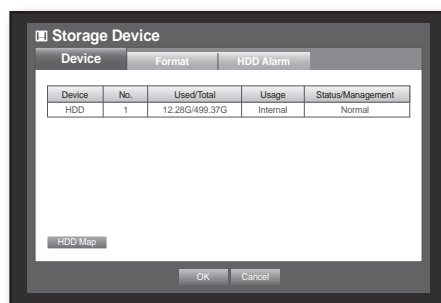 Storage Device
Device Format HDD Alarm
Device No. Used/Total Usage Status/Management
HDD 1 12.28G/499.37G Internal Normal
HDD Map
OK Cancel